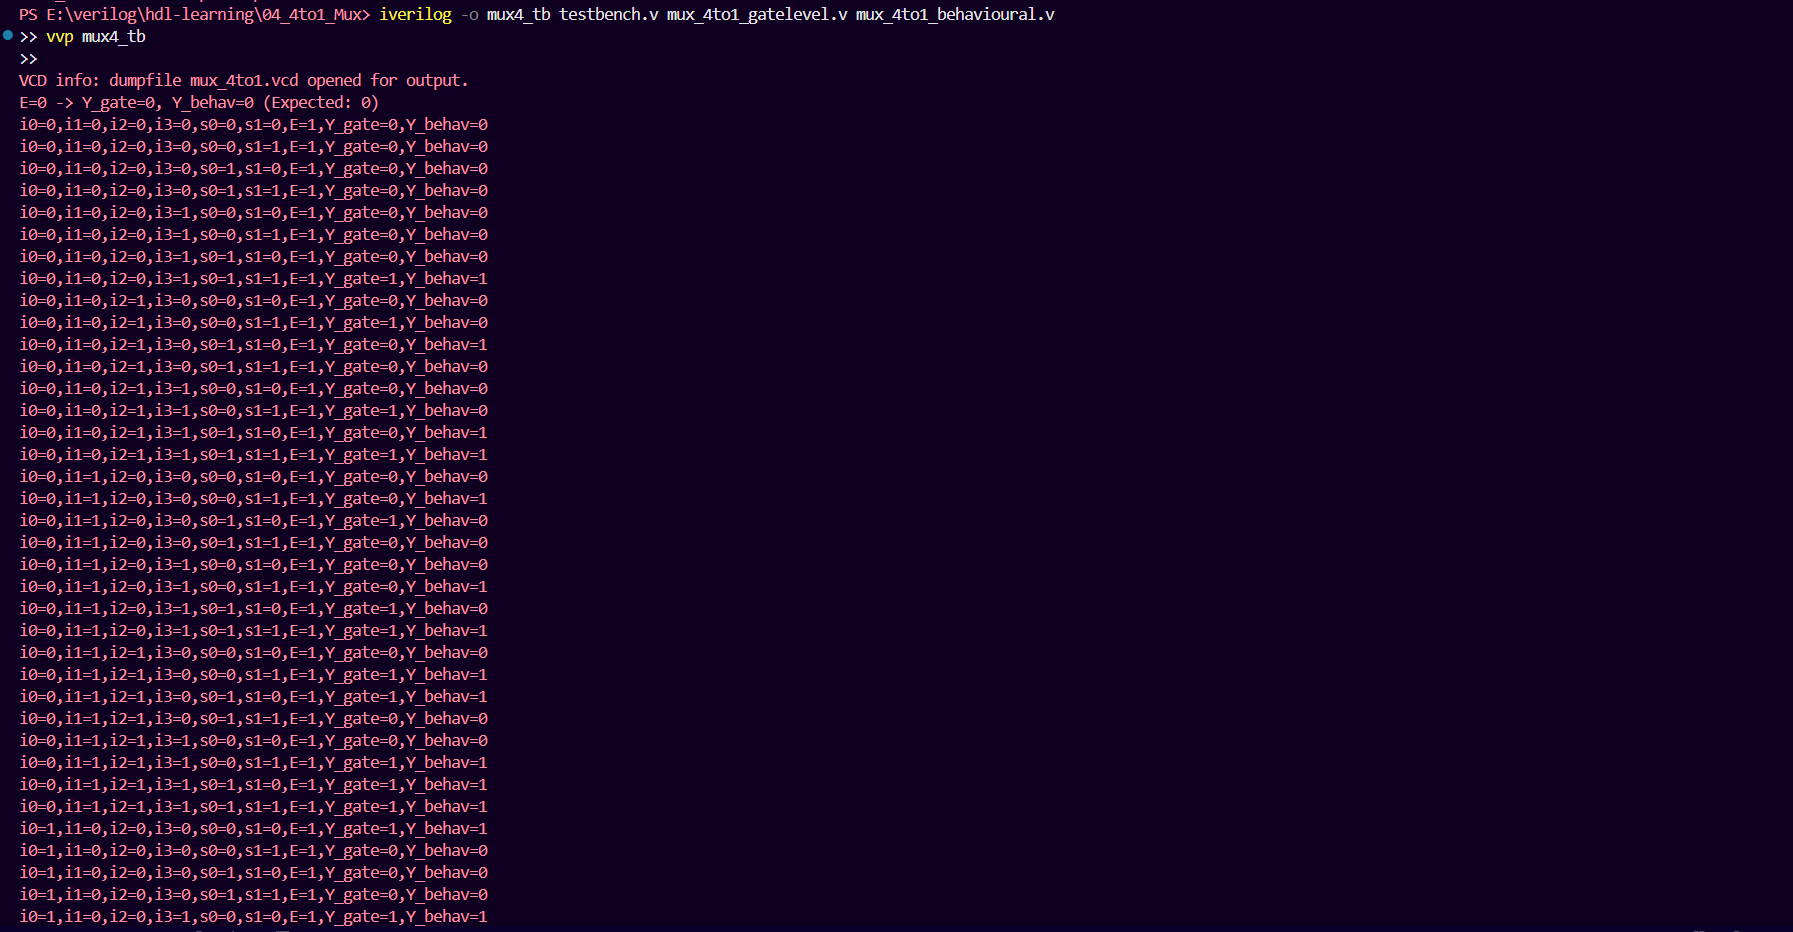 PS E:\verilog\hdl-learning\04_4to1_Mux> iverilog -o mux4_tb testbench.v mux_4to1_gatelevel.v mux_4to1_behavioural.v
>> vvp mux4_tb
>>
VCD info: dumpfile mux_4to1.vcd opened for output.
E=0 -> Y_gate=0, Y_behav=0 (Expected: 0)
i0=0,i1=0,i2=0,i3=0,s0=0,s1=0,E=1,Y_gate=0,Y_behav=0
i0=0,i1=0,i2=0,i3=0,s0=0,s1=1,E=1,Y_gate=0,Y_behav=0
i0=0,i1=0,i2=0,i3=0,s0=1,s1=0,E=1,Y_gate=0,Y_behav=0
i0=0,i1=0,i2=0,i3=0,s0=1,s1=1,E=1,Y_gate=0,Y_behav=0
i0=0,i1=0,i2=0,i3=1,s0=0,s1=0,E=1,Y_gate=0,Y_behav=0
i0=0,i1=0,i2=0,i3=1,s0=0,s1=1,E=1,Y_gate=0,Y_behav=0
i0=0,i1=0,i2=0,i3=1,s0=1,s1=0,E=1,Y_gate=0,Y_behav=0
i0=0,i1=0,i2=0,i3=1,s0=1,s1=1,E=1,Y_gate=1,Y_behav=1
i0=0,i1=0,i2=1,i3=0,s0=0,s1=0,E=1,Y_gate=0,Y_behav=0
i0=0,i1=0,i2=1,i3=0,s0=0,s1=1,E=1,Y_gate=1,Y_behav=0
i0=0,i1=0,i2=1,i3=0,s0=1,s1=0,E=1,Y_gate=0,Y_behav=1
i0=0,i1=0,i2=1,i3=0,s0=1,s1=1,E=1,Y_gate=0,Y_behav=0
i0=0,i1=0,i2=1,i3=1,s0=0,s1=0,E=1,Y_gate=0,Y_behav=0
i0=0,i1=0,i2=1,i3=1,s0=0,s1=1,E=1,Y_gate=1,Y_behav=0
i0=0,i1=0,i2=1,i3=1,s0=1,s1=0,E=1,Y_gate=0,Y_behav=1
i0=0,i1=0,i2=1,i3=1,s0=1,s1=1,E=1,Y_gate=1,Y_behav=1
i0=0,i1=1,i2=0,i3=0,s0=0,s1=0,E=1,Y_gate=0,Y_behav=0
i0=0,i1=1,i2=0,i3=0,s0=0,s1=1,E=1,Y_gate=0,Y_behav=1
i0=0,i1=1,i2=0,i3=0,s0=1,s1=0,E=1,Y_gate=1,Y_behav=0
i0=0,i1=1,i2=0,i3=0,s0=1,s1=1,E=1,Y_gate=0,Y_behav=0
i0=0,i1=1,i2=0,i3=1,s0=0,s1=0,E=1,Y_gate=0,Y_behav=0
i0=0,i1=1,i2=0,i3=1,s0=0,s1=1,E=1,Y_gate=0,Y_behav=1
i0=0,i1=1,i2=0,i3=1,s0=1,s1=0,E=1,Y_gate=1,Y_behav=0
i0=0,i1=1,i2=0,i3=1,s0=1,s1=1,E=1,Y_gate=1,Y_behav=1
i0=0,i1=1,i2=1,i3=0,s0=0,s1=0,E=1,Y_gate=0,Y_behav=0
i0=0,i1=1,i2=1,i3=0,s0=0,s1=1,E=1,Y_gate=1,Y_behav=1
i0=0,i1=1,i2=1,i3=0,s0=1,s1=0,E=1,Y_gate=1,Y_behav=1
i0=0,i1=1,i2=1,i3=0,s0=1,s1=1,E=1,Y_gate=0,Y_behav=0
i0=0,i1=1,i2=1,i3=1,s0=0,s1=0,E=1,Y_gate=0,Y_behav=0
i0=0,i1=1,i2=1,i3=1,s0=0,s1=1,E=1,Y_gate=1,Y_behav=1
i0=0,i1=1,i2=1,i3=1,s0=1,s1=0,E=1,Y_gate=1,Y_behav=1
i0=0,i1=1,i2=1,i3=1,s0=1,s1=1,E=1,Y_gate=1,Y_behav=1
i0=1,i1=0,i2=0,i3=0,s0=0,s1=0,E=1,Y_gate=1,Y_behav=1
i0=1,i1=0,i2=0,i3=0,s0=0,s1=1,E=1,Y_gate=0,Y_behav=0
i0=1,i1=0,i2=0,i3=0,s0=1,s1=0,E=1,Y_gate=0,Y_behav=0
i0=1,i1=0,i2=0,i3=0,s0=1,s1=1,E=1,Y_gate=0,Y_behav=0
i0=1,i1=0,i2=0,i3=1,s0=0,s1=0,E=1,Y_gate=1,Y_behav=1